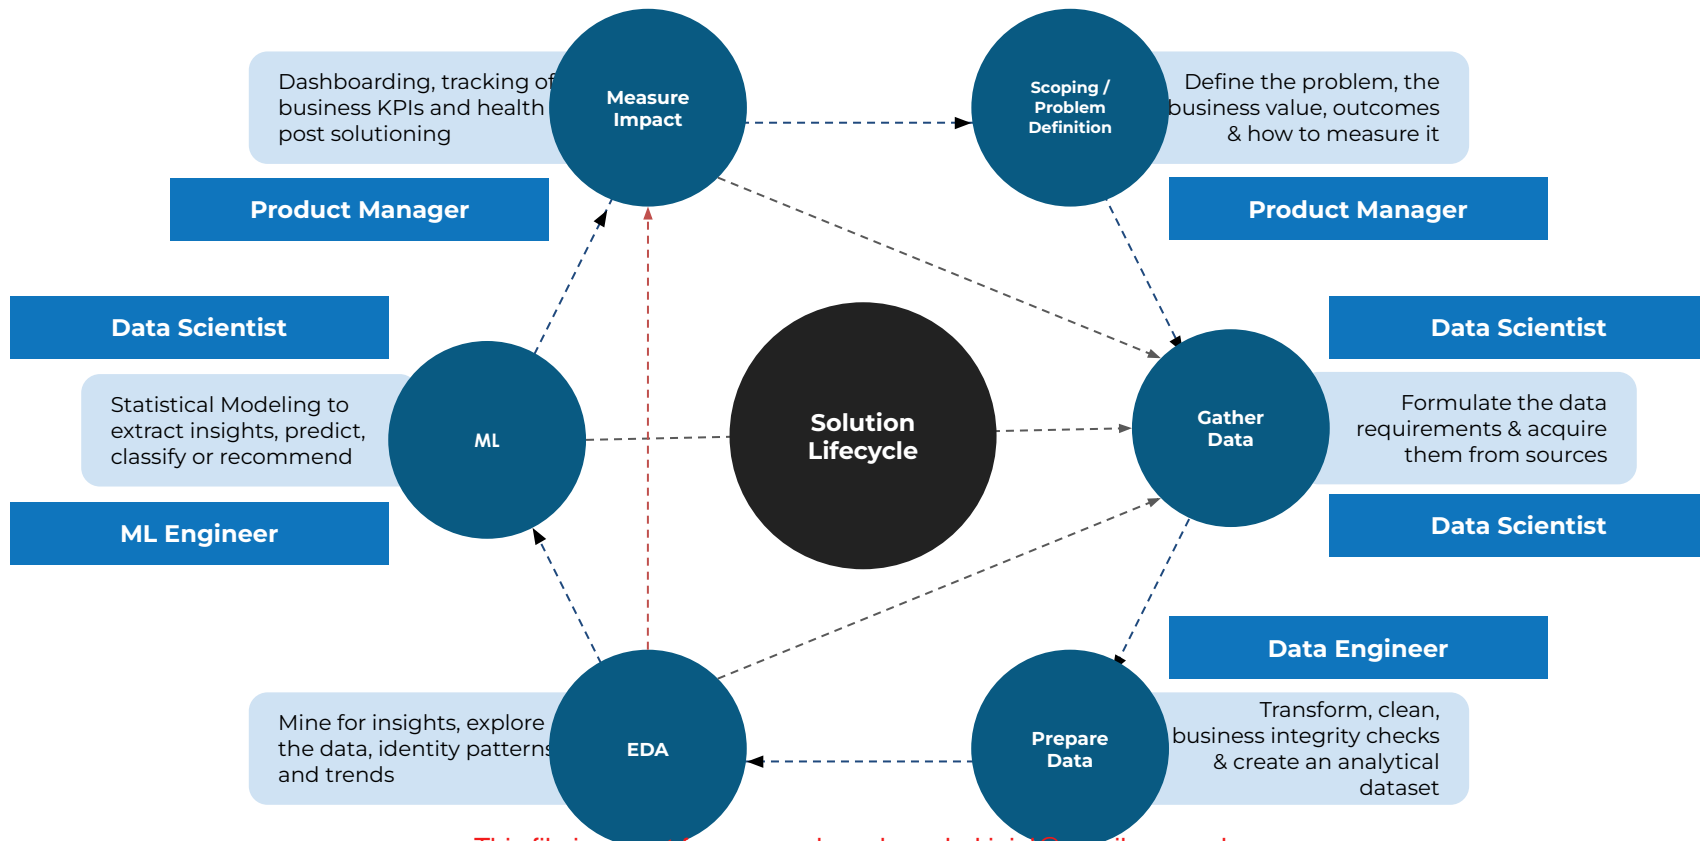 Dashboarding, tracking of
business KPIs and health
post solutioning
Measure
Impact
Scoping /
Problem
Definition
Define the problem, the
business value, outcomes
& how to measure it
Product Manager
Product Manager
Data Scientist
Data Scientist
Statistical Modeling to
extract insights, predict,
classify or recommend
ML
Solution
Lifecycle
Gather
Data
Formulate the data
requirements & acquire
them from sources
ML Engineer
Data Scientist
Data Engineer
Mine for insights, explore
the data, identity patterns
and trends
EDA
Prepare
Data
Transform, clean,
business integrity checks
& create an analytical
dataset
This file is